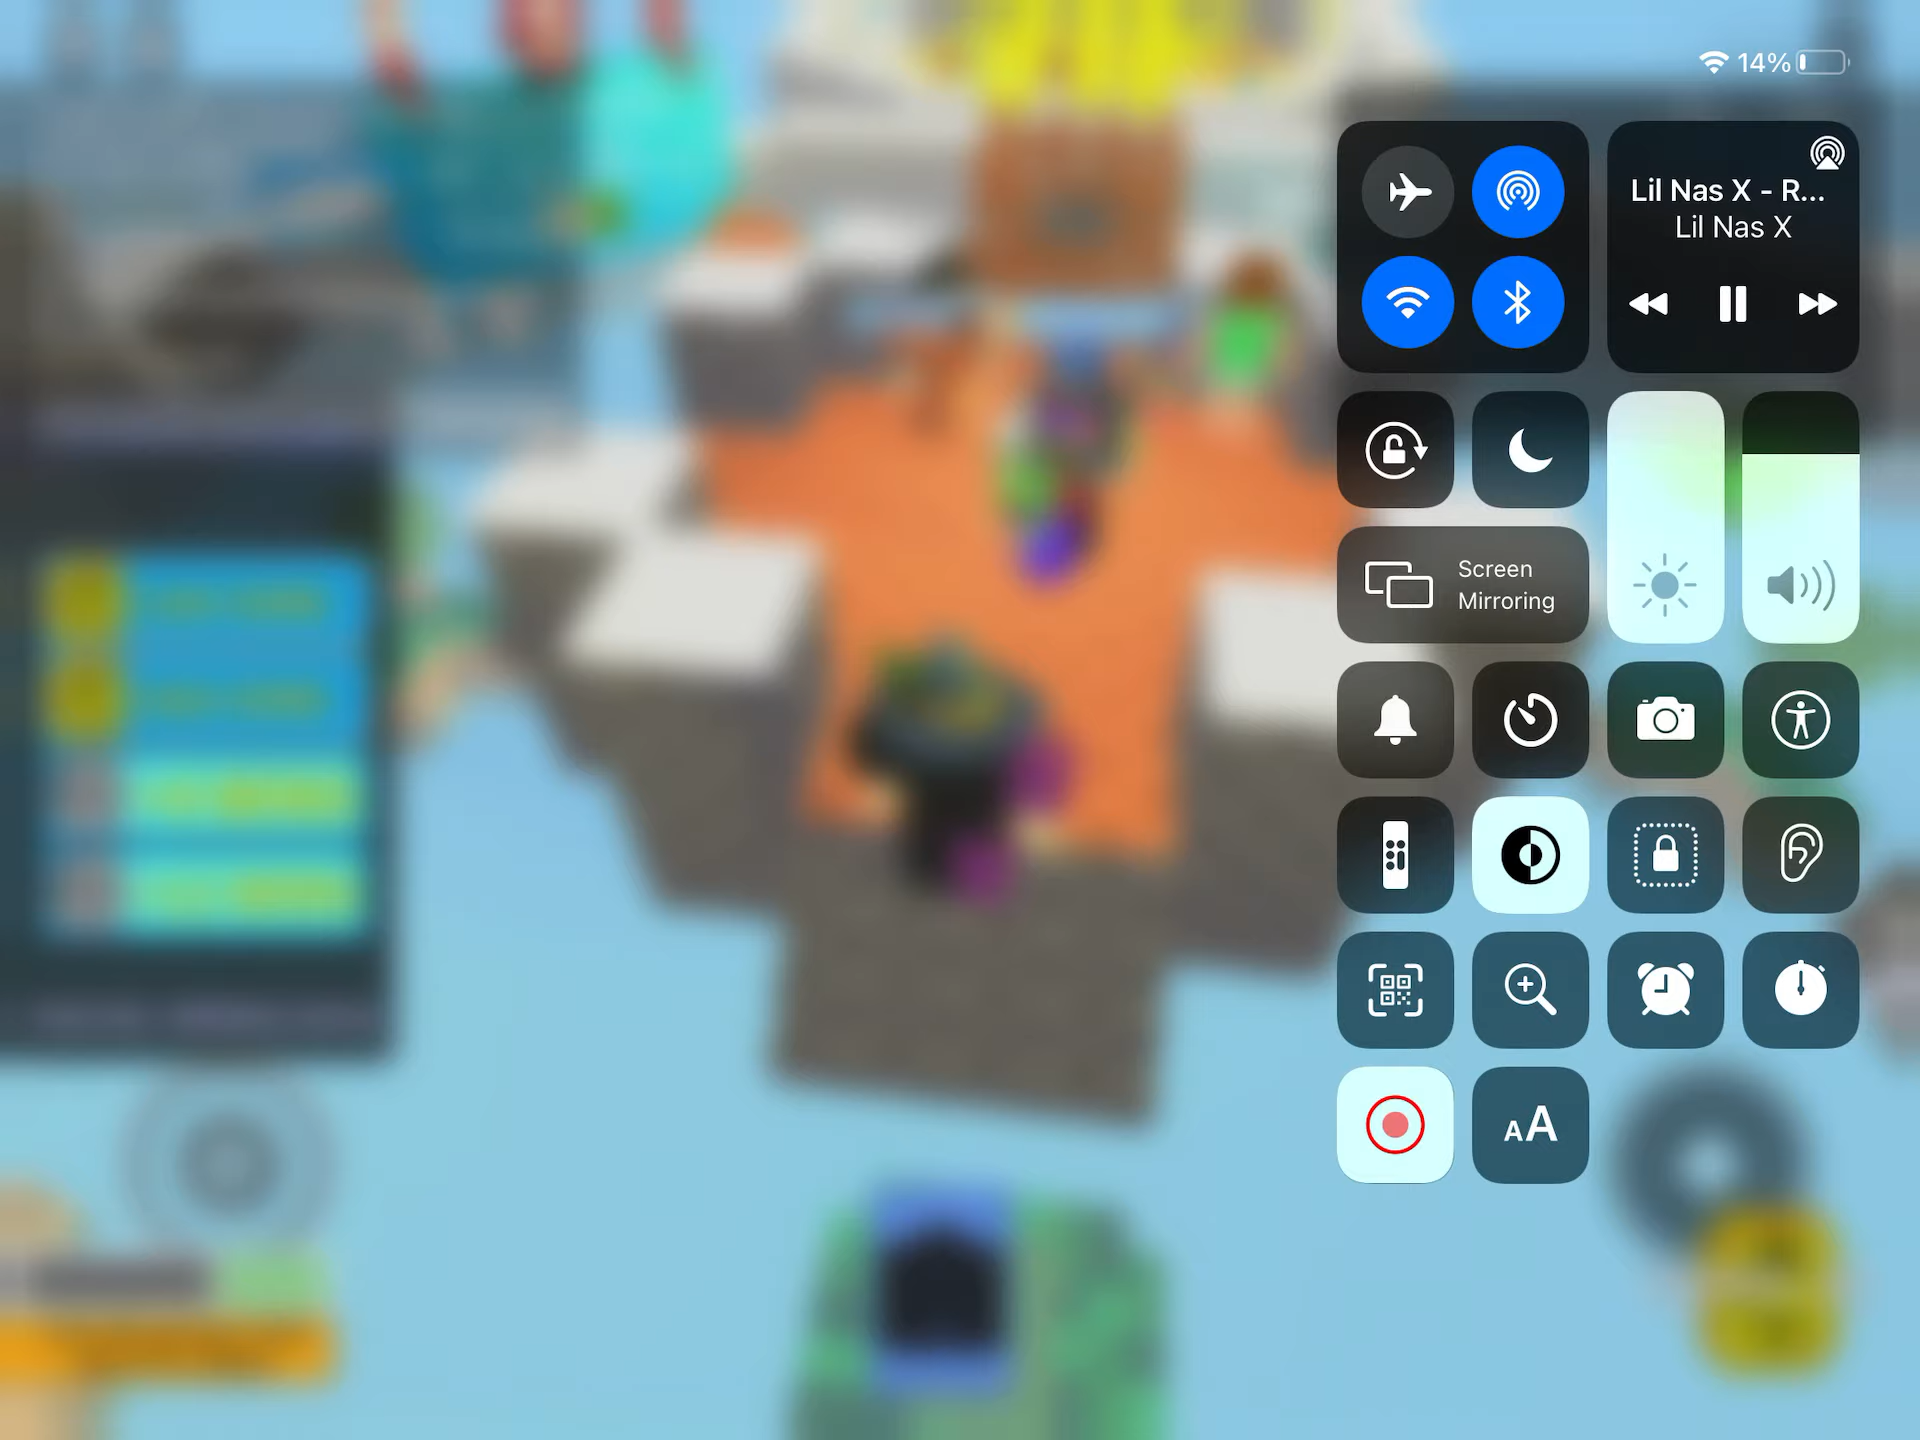 14%
Lil Nas X - R...
Lil Nas X
Screen
Mirroring
AA